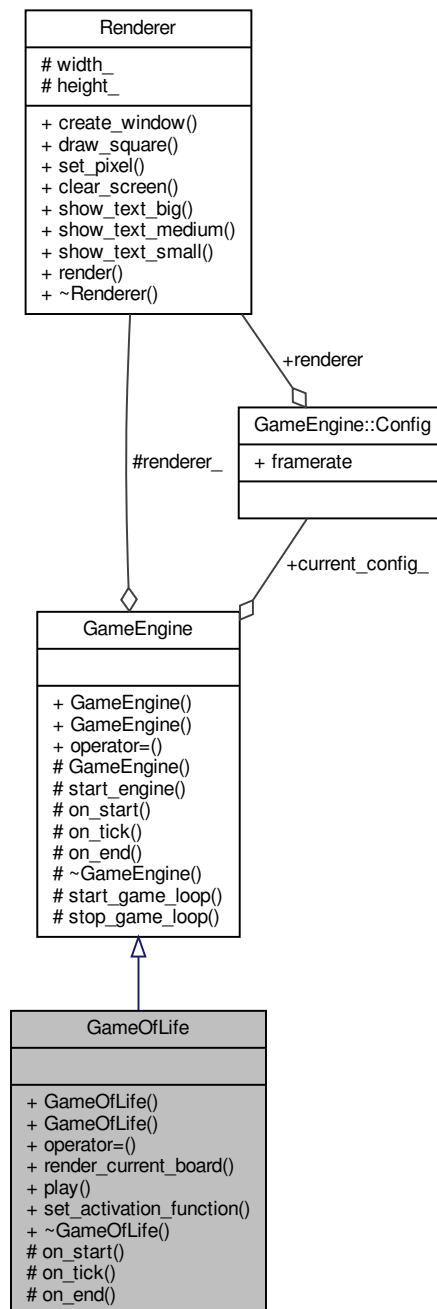 Renderer
# width_
# height_
+ create_window()
+ draw_square()
+ set_pixel()
+ clear_screen()
+ show_text_big()
+ show_text_medium()
+ show_text_small()
+ render()
+ ~Renderer()
+renderer
GameEngine::Config
+ framerate
#renderer_
+current_config_
GameEngine
+ GameEngine()
+ GameEngine()
+ operator=()
# GameEngine()
# start_engine()
# on_start()
# on_tick()
# on_end()
# ~GameEngine()
# start_game_loop()
# stop_game_loop()
GameOfLife
+ GameOfLife()
+ GameOfLife()
+ operator=()
+ render_current_board()
+ play()
+ set_activation_function()
+ ~GameOfLife()
# on_start()
# on_tick()
# on_end()